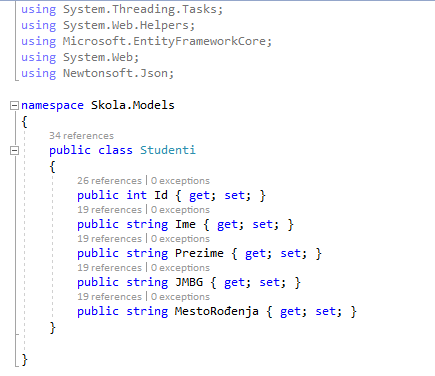 using System.Threading.Tasks;
using System.Web.Helpers;
using Microsoft.EntityFrameworkCore;
using System.Web;
using Newtonsoft.Json;
namespace Skola.Models
{
34 references
public class Studenti
{
26 references | 0 exceptions
public int Id { get; set; }
19 references | 0 exceptions
public string Ime { get; set; }
19 references | 0 exceptions
public string Prezime { get; set; }
19 references | 0 exceptions
public string JMBG { get; set; }
19 references | 0 exceptions
public string MestoRođenja { get; set; }
}
}